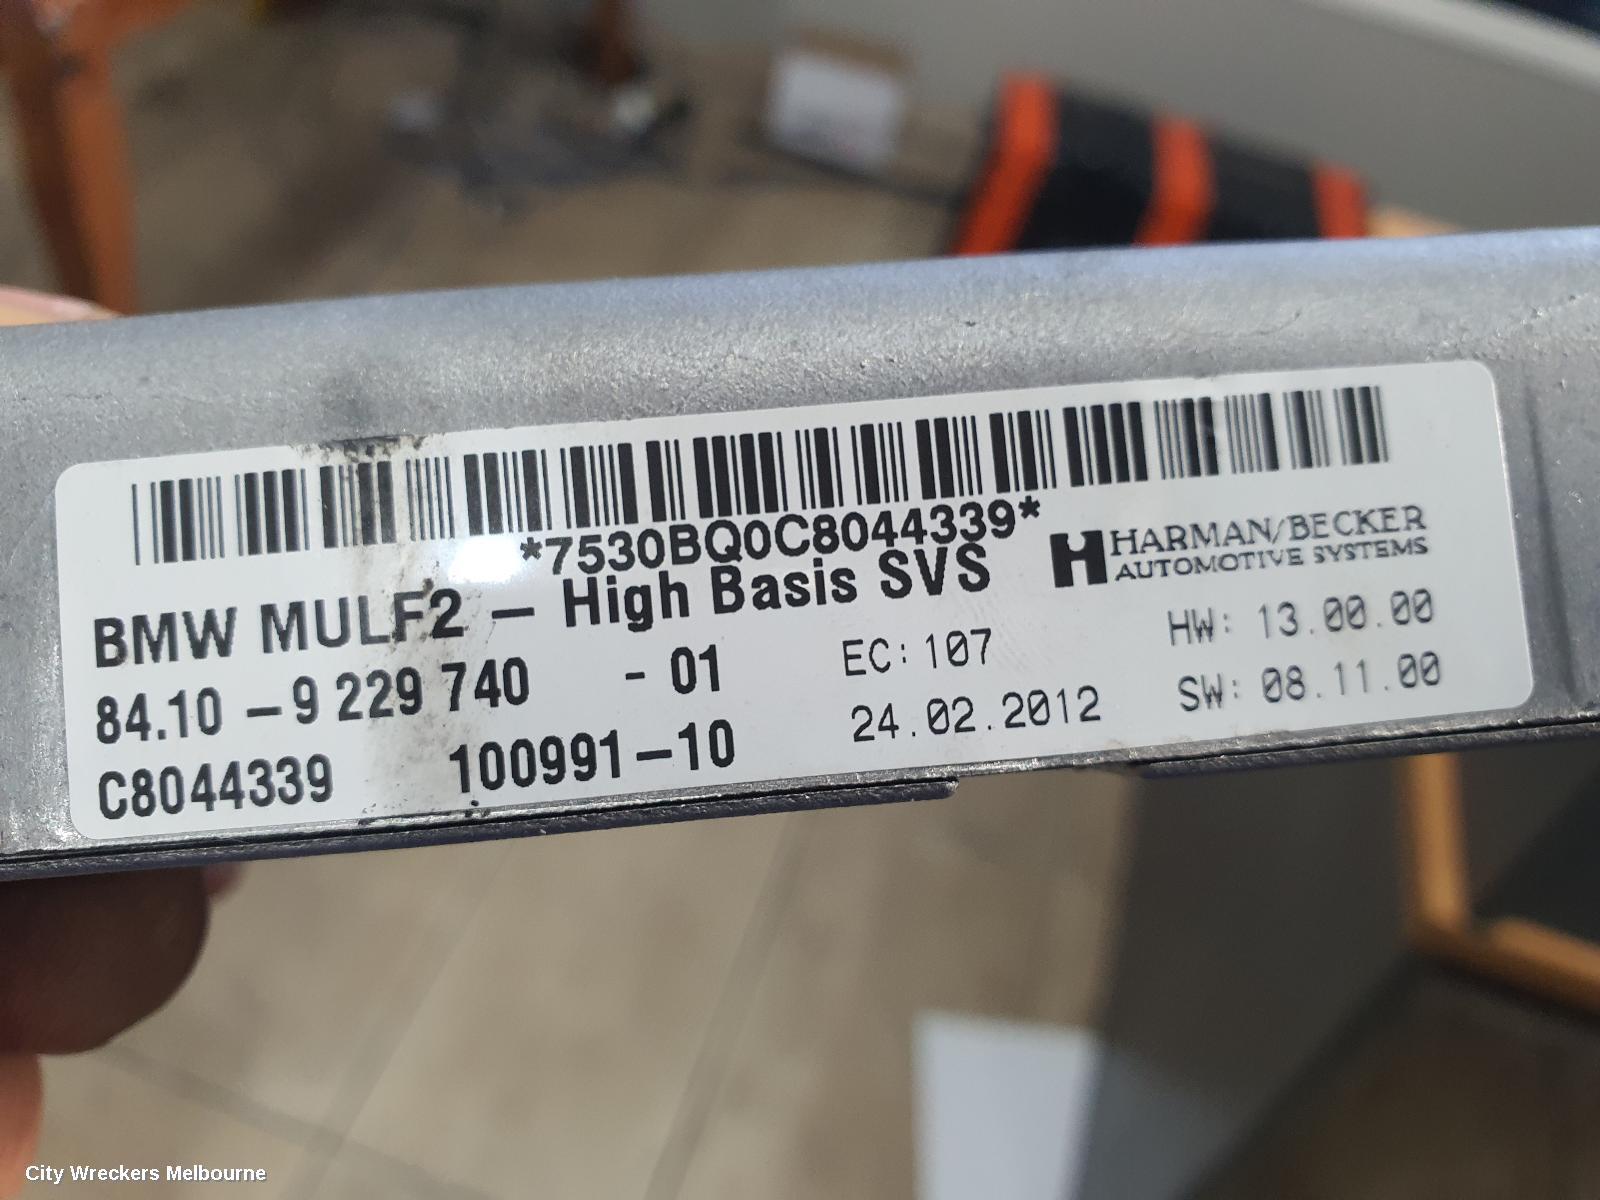 *7530BQ0C8044339*
BMW MULF2 – High Basis SVS
HARMAN/BECKER
AUTOMOTIVE SYSTEMS
84.10 –9 229 740 - 01
EC: 107
HW: 13.00.00
C8044339 100991–10
24.02.2012
SW: 08.11.00
City Wreckers Melbourne